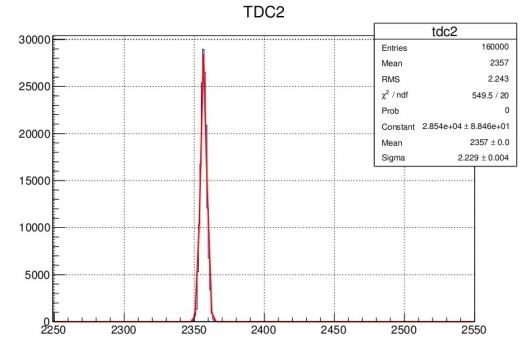 TDC2
tdc2
Entries 160000
Mean 2357
RMS 2.243
χ² / ndf 549.5 / 20
Prob 0
Constant 2.854e+04 ± 8.846e+01
Mean 2357 ± 0.0
Sigma 2.229 ± 0.004
30000
25000
20000
15000
10000
5000
0
2250 2300 2350 2400 2450 2500 2550